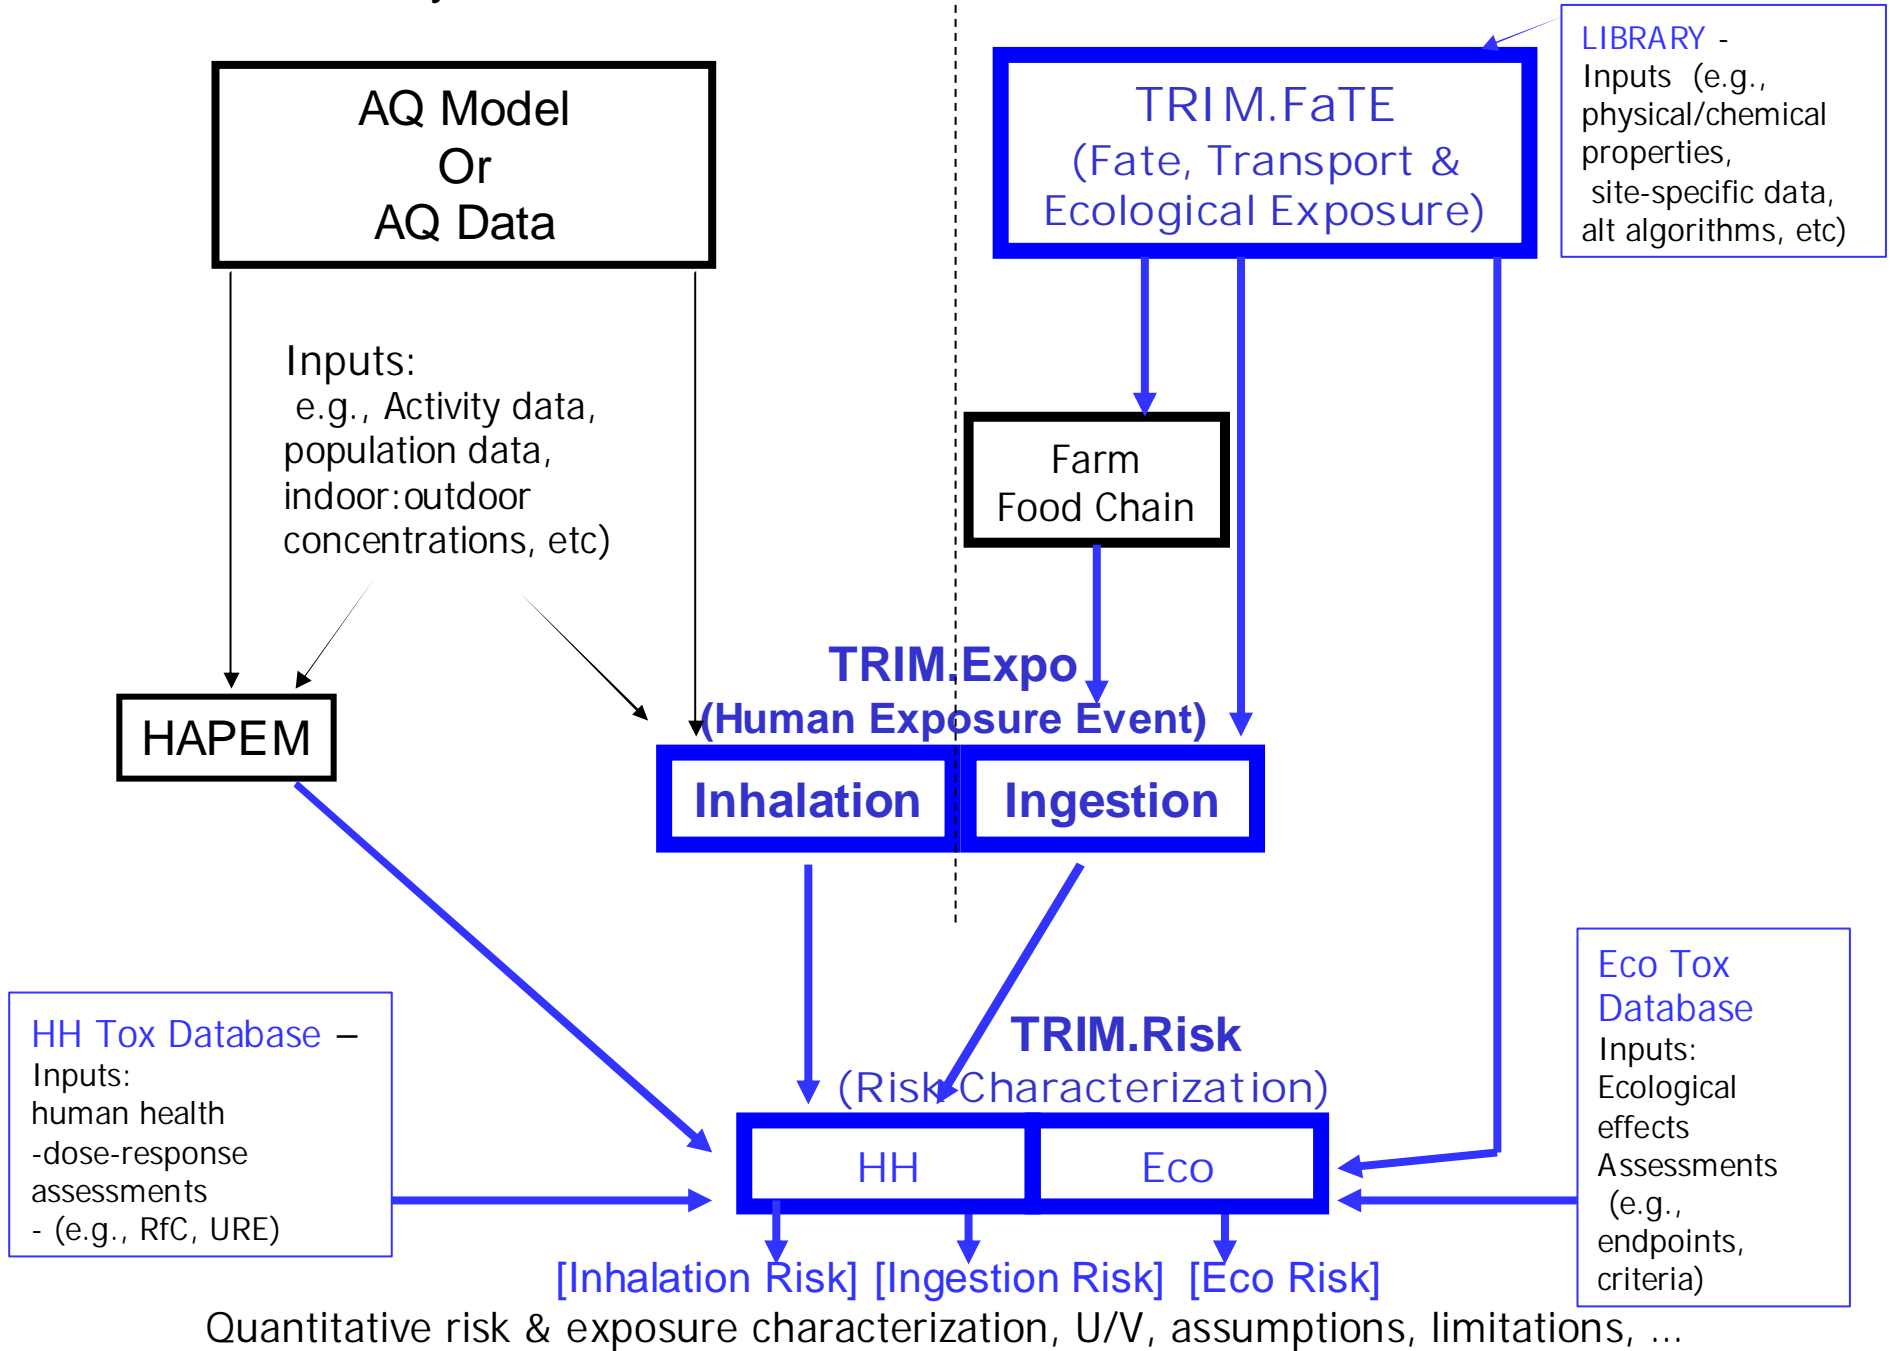 AQ Model
Or
AQ Data
TRIM.FaTE
(Fate, Transport &
Ecological Exposure)
LIBRARY -
Inputs (e.g.,
physical/chemical
properties,
site-specific data,
alt algorithms, etc)
Inputs:
e.g., Activity data,
population data,
indoor:outdoor
concentrations, etc)
Farm
Food Chain
HAPEM
TRIM.Expo
(Human Exposure Event)
Inhalation
Ingestion
HH Tox Database –
Inputs:
human health
-dose-response
assessments
- (e.g., RfC, URE)
TRIM.Risk
(Risk Characterization)
HH
Eco
Eco Tox
Database
Inputs:
Ecological
effects
Assessments
(e.g.,
endpoints,
criteria)
[Inhalation Risk] [Ingestion Risk] [Eco Risk]
Quantitative risk & exposure characterization, U/V, assumptions, limitations, ...